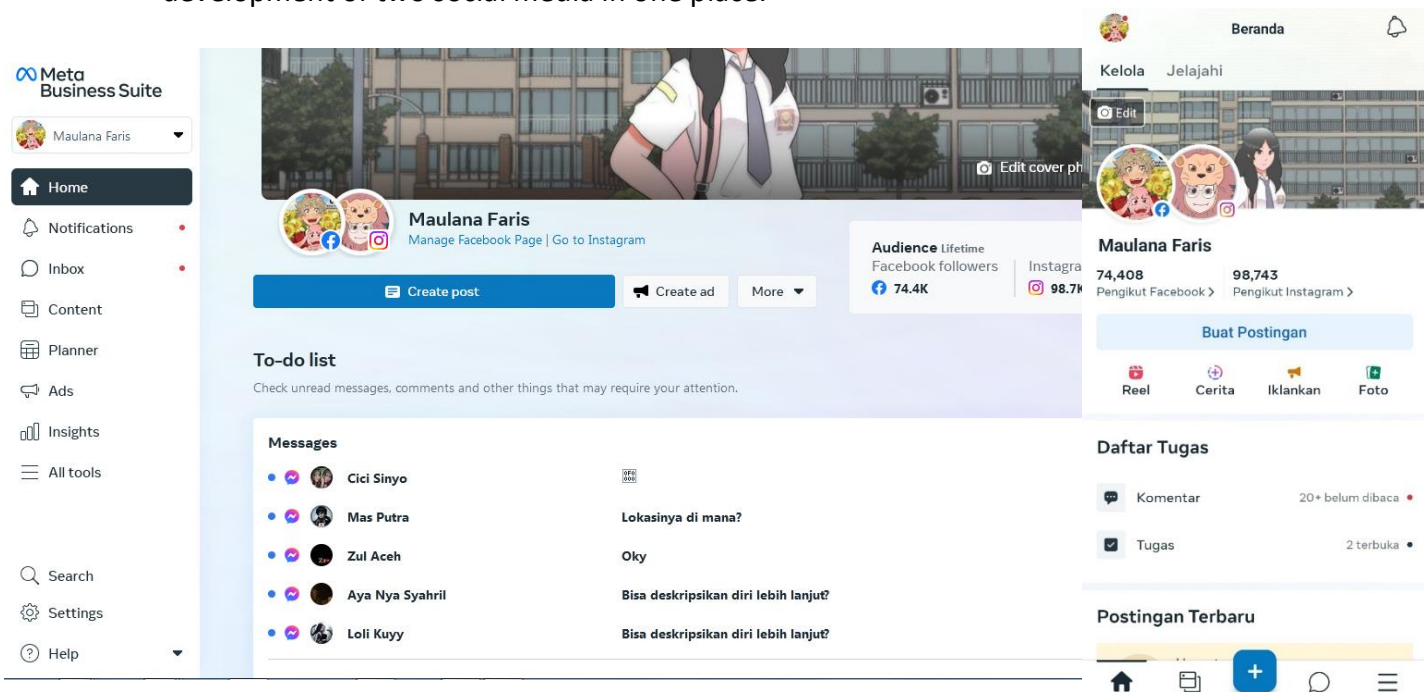 development of two social media in one place.
Meta
Business Suite
Maulana Faris
Home
Notifications
Inbox
Content
Planner
Ads
Insights
All tools
Search
Settings
Help
Edit cover ph
Maulana Faris
Manage Facebook Page | Go to Instagram
Create post
Create ad
More
Audience Lifetime
Facebook followers
74.4K
Instagra
98.7K
To-do list
Check unread messages, comments and other things that may require your attention.
Messages
Cici Sinyo
Mas Putra Lokasinya di mana?
Zul Aceh Oky
Aya Nya Syahril Bisa deskripsikan diri lebih lanjut?
Loli Kuyy Bisa deskripsikan diri lebih lanjut?
Beranda
Kelola Jelajahi
Edit
Maulana Faris
74,408 98,743
Pengikut Facebook Pengikut Instagram
Buat Postingan
Reel Cerita Iklankan Foto
Daftar Tugas
Komentar 20+ belum dibaca
Tugas 2 terbuka
Postingan Terbaru